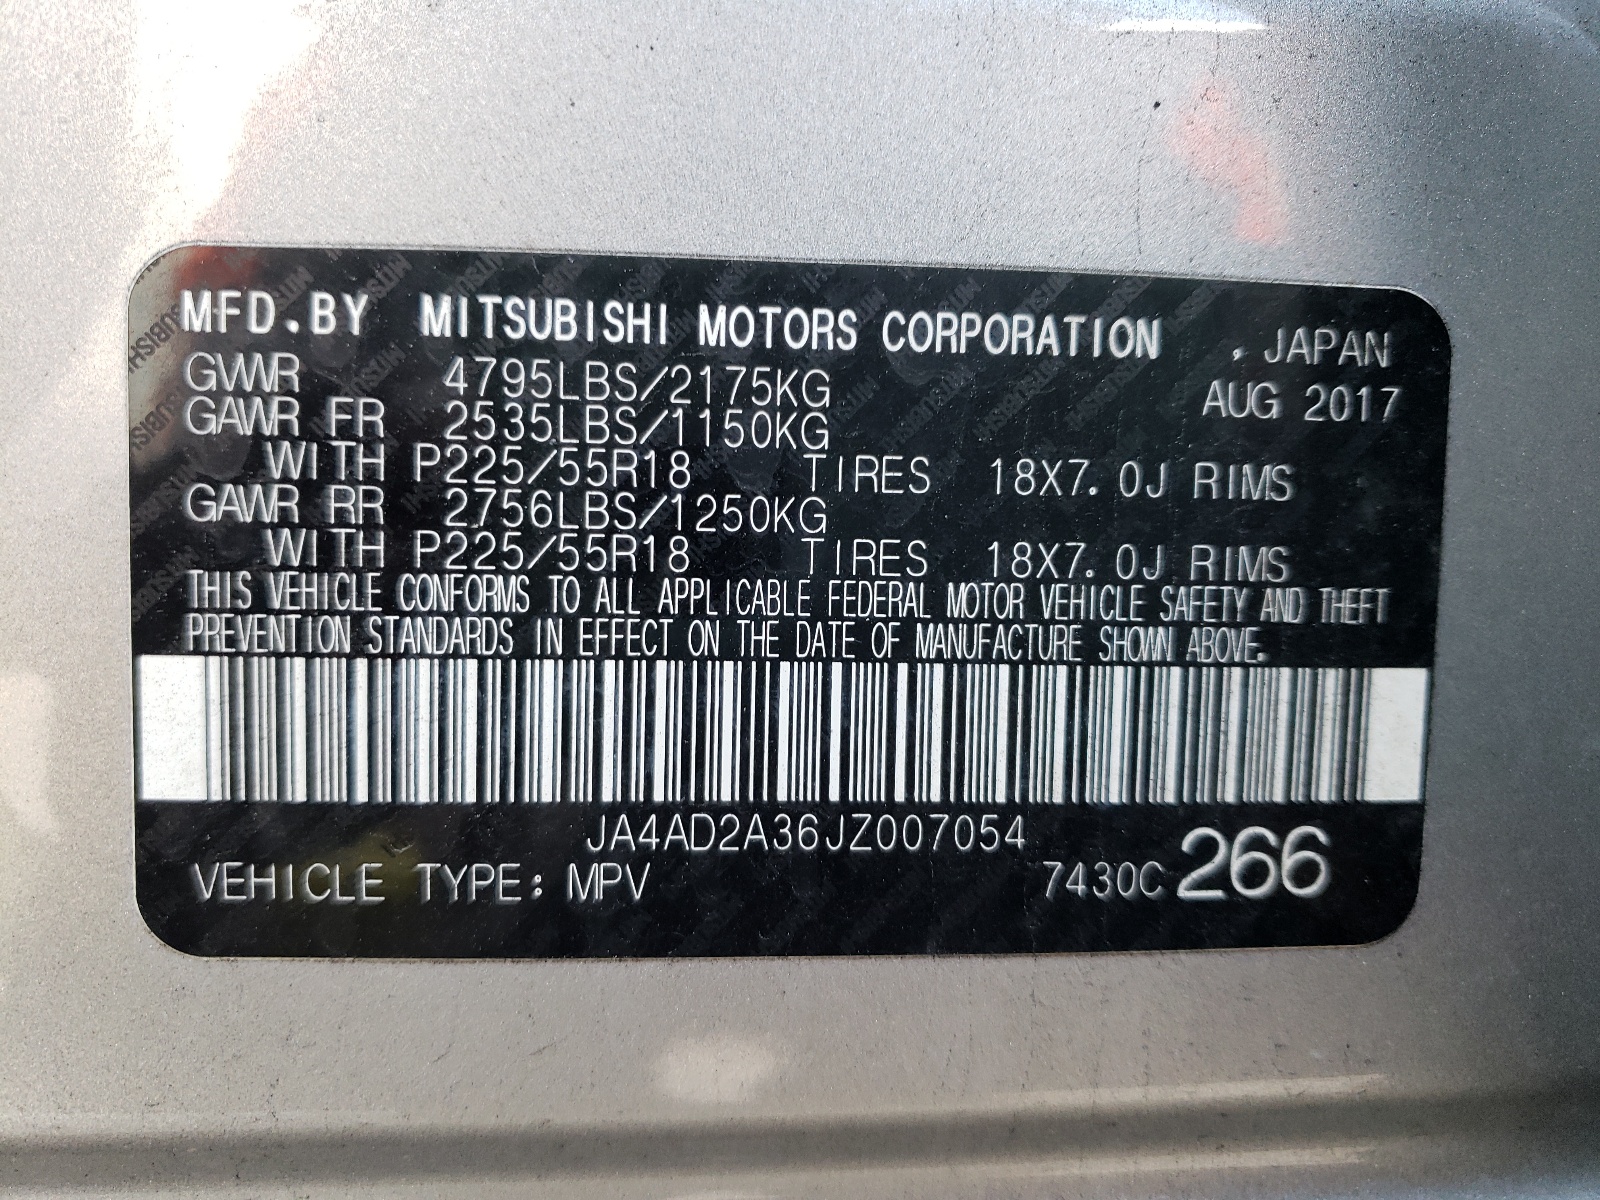 MFD.BY MITSUBISHI MOTORS CORPORATION , JAPAN
GVWR 4795LBS/2175KG AUG 2017
GAWR FR 2535LBS/1150KG
WITH P225/55R18 TIRES 18X7.0J RIMS
GAWR RR 2756LBS/1250KG
WITH P225/55R18 TIRES 18X7.0J RIMS
THIS VEHICLE CONFORMS TO ALL APPLICABLE FEDERAL MOTOR VEHICLE SAFETY AND THEFT
PREVENTION STANDARDS IN EFFECT ON THE DATE OF MANUFACTURE SHOWN ABOVE.
JA4AD2A36JZ007054
VEHICLE TYPE: MPV 7430C 266